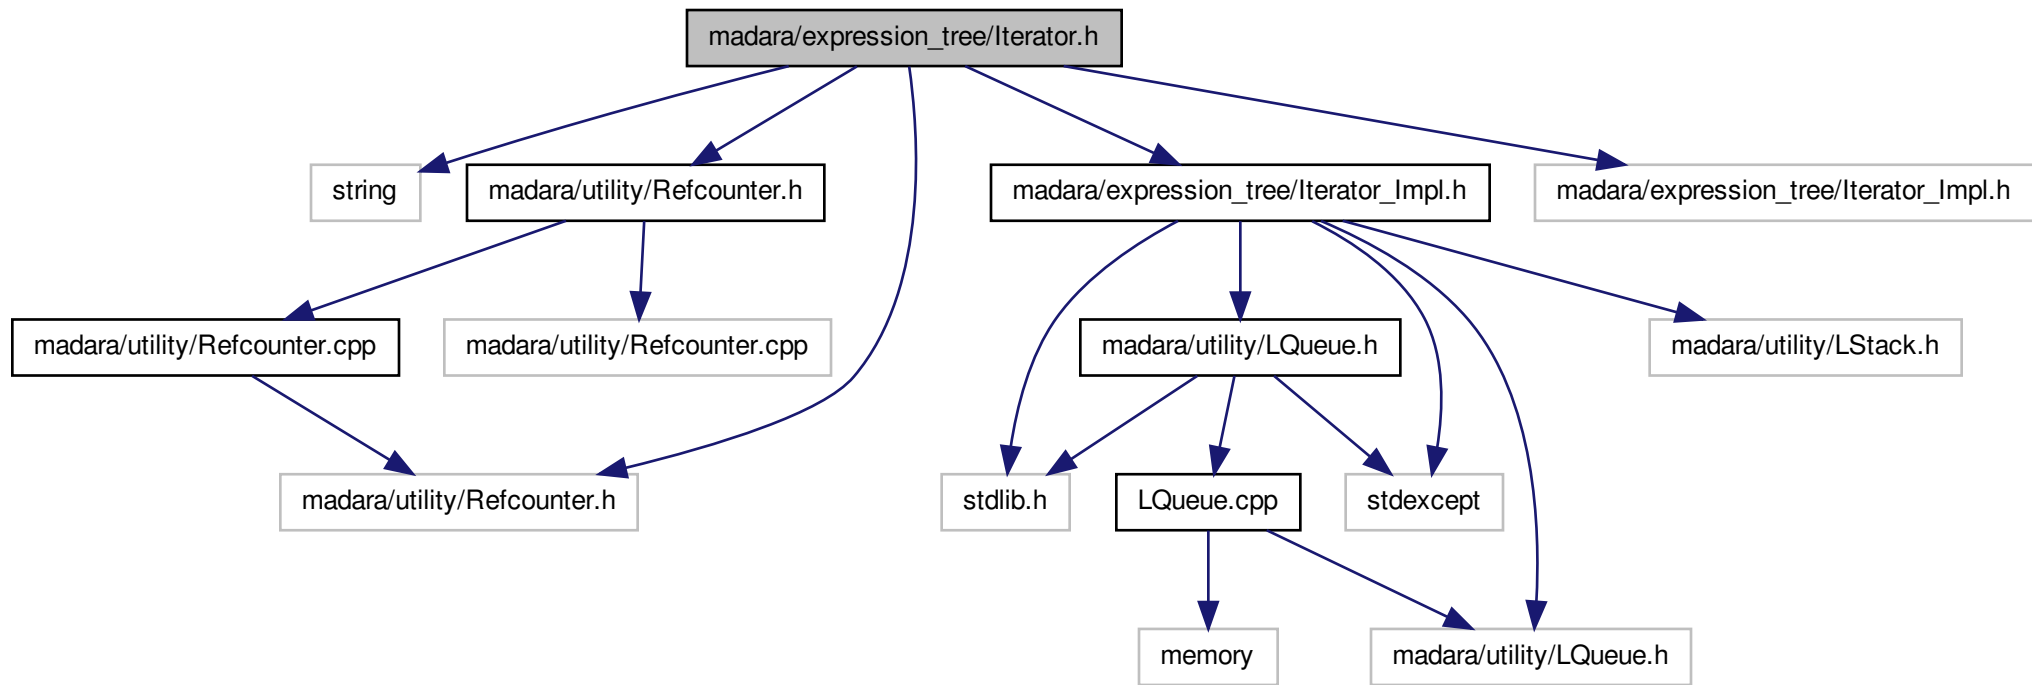 madara/expression_tree/Iterator.h
string
madara/utility/Refcounter.h
madara/expression_tree/Iterator_Impl.h
madara/expression_tree/Iterator_Impl.h
madara/utility/Refcounter.cpp
madara/utility/Refcounter.cpp
madara/utility/LQueue.h
madara/utility/LStack.h
madara/utility/Refcounter.h
stdlib.h
LQueue.cpp
stdexcept
memory
madara/utility/LQueue.h